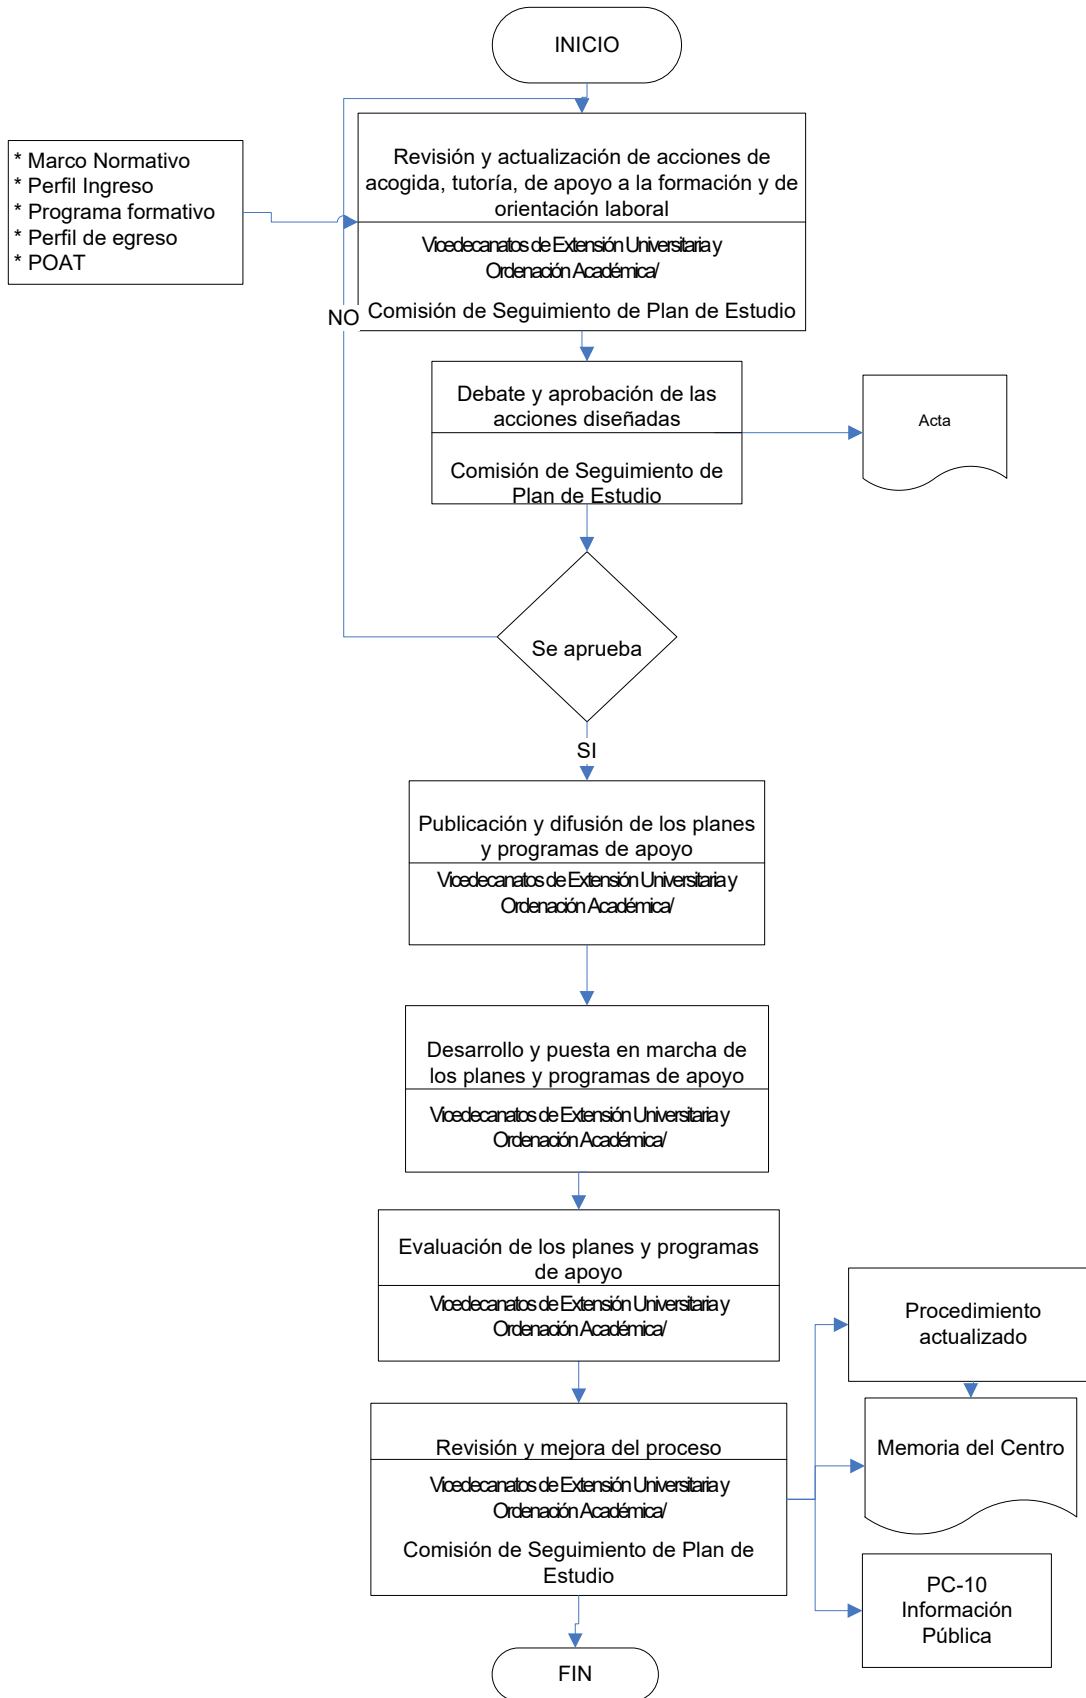 INICIO
* Marco Normativo
* Perfil Ingreso
* Programa formativo
* Perfil de egreso
* POAT
Revisión y actualización de acciones de
acogida, tutoría, de apoyo a la formación y de
orientación laboral
Vicedecanatos de Extensión Universitaria y
Ordenación Académica/
Comisión de Seguimiento de Plan de Estudio
NO
Debate y aprobación de las
acciones diseñadas
Comisión de Seguimiento de
Plan de Estudio
Acta
Se aprueba
SI
Publicación y difusión de los planes
y programas de apoyo
Vicedecanatos de Extensión Universitaria y
Ordenación Académica/
Desarrollo y puesta en marcha de
los planes y programas de apoyo
Vicedecanatos de Extensión Universitaria y
Ordenación Académica/
Evaluación de los planes y programas
de apoyo
Vicedecanatos de Extensión Universitaria y
Ordenación Académica/
Procedimiento
actualizado
Revisión y mejora del proceso
Vicedecanatos de Extensión Universitaria y
Ordenación Académica/
Comisión de Seguimiento de Plan de
Estudio
Memoria del Centro
PC-10
Información
Pública
FIN